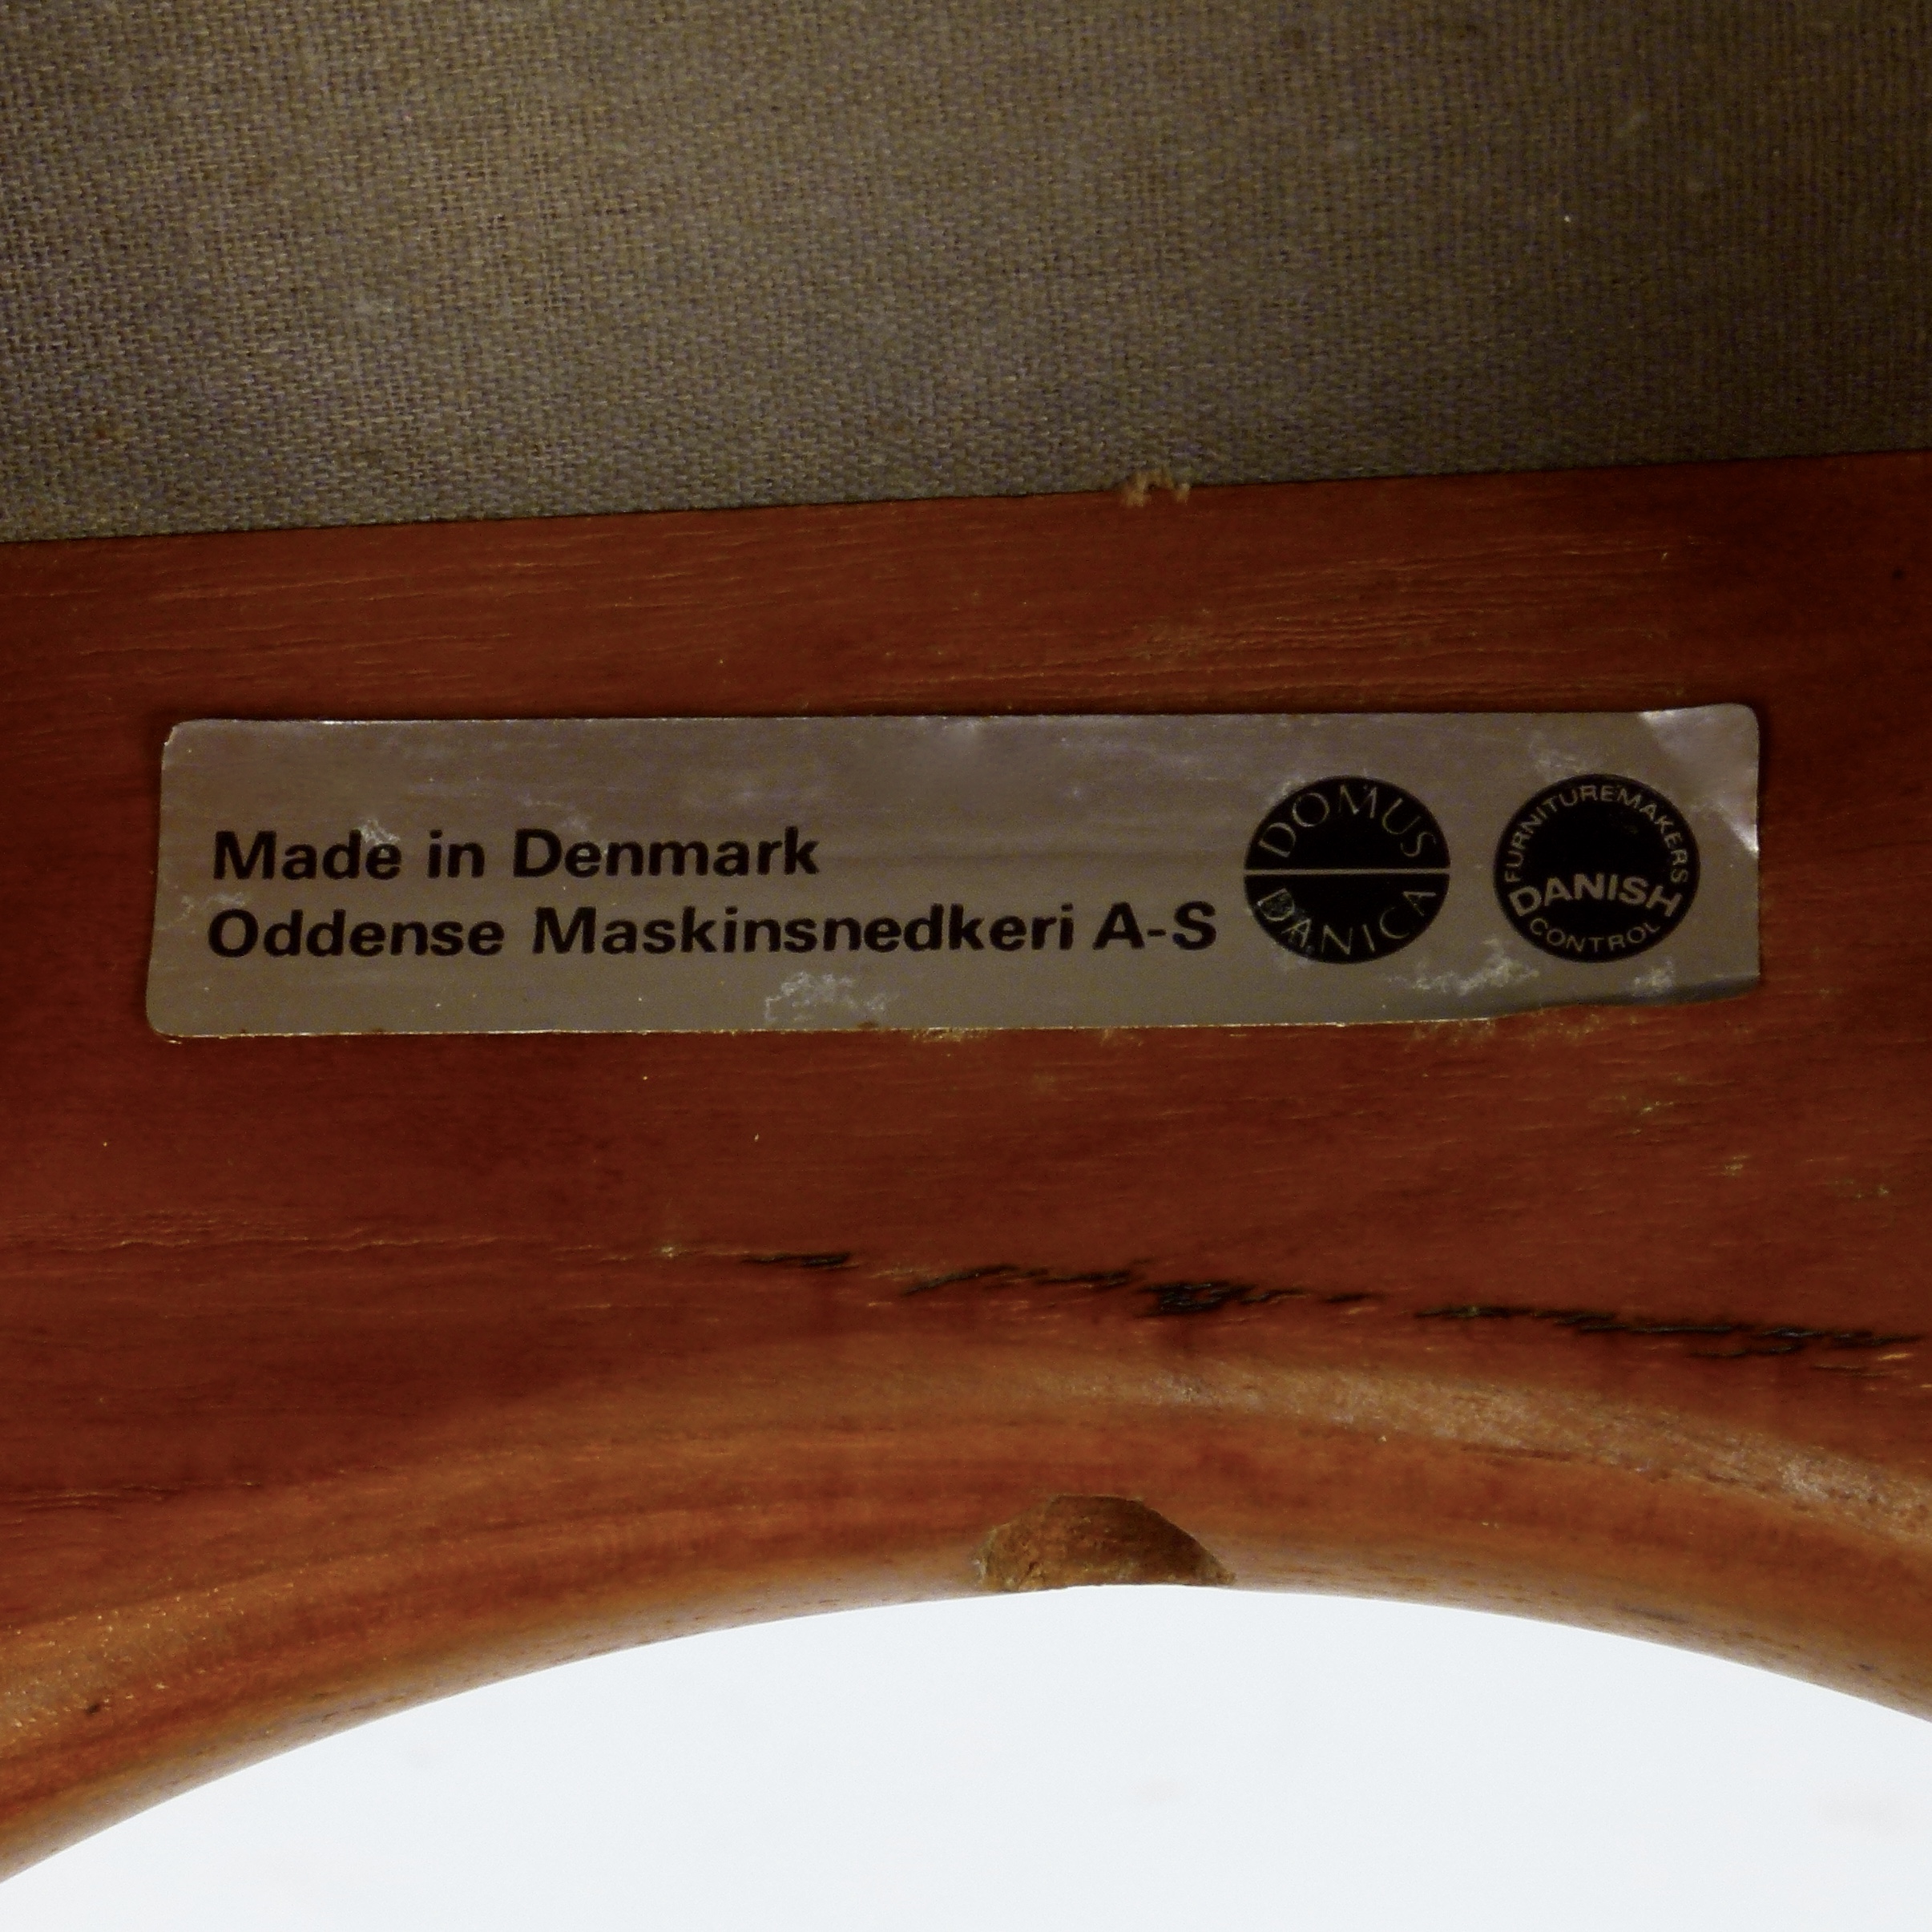 Made in Denmark
Oddense Maskinsnedkeri A-S
DOMUS
DANICA
FURNITUREMAKERS
DANISH
CONTROL